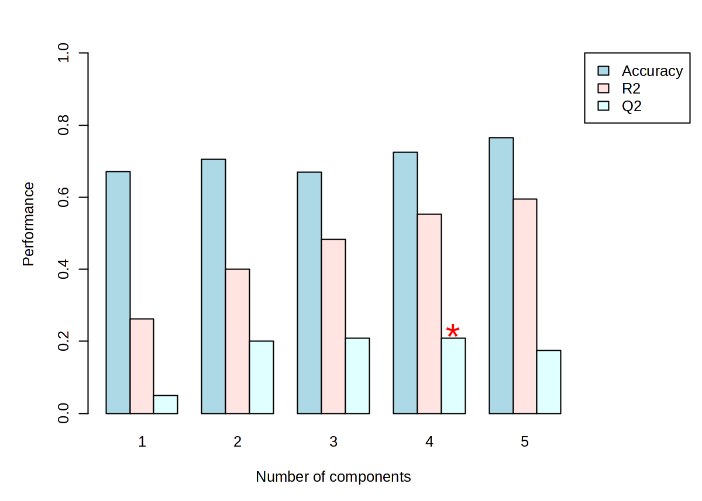 Performance
1.0
0.8
0.6
0.4
0.2
0.0
1 2 3 4 5
Number of components
*
Accuracy
R2
Q2